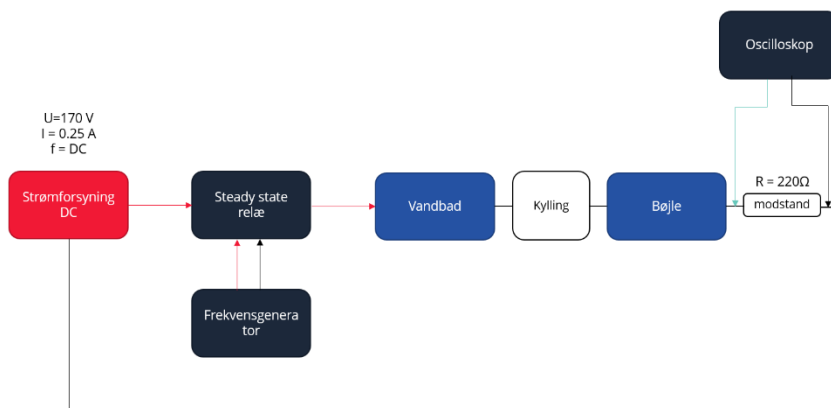 Oscilloskop
U=170 V
I = 0.25 A
f = DC
Strømforsyning
DC
Steady state
relæ
Vandbad
Kylling
Bøjle
R = 220Ω
modstand
Frekvensgenera
tor